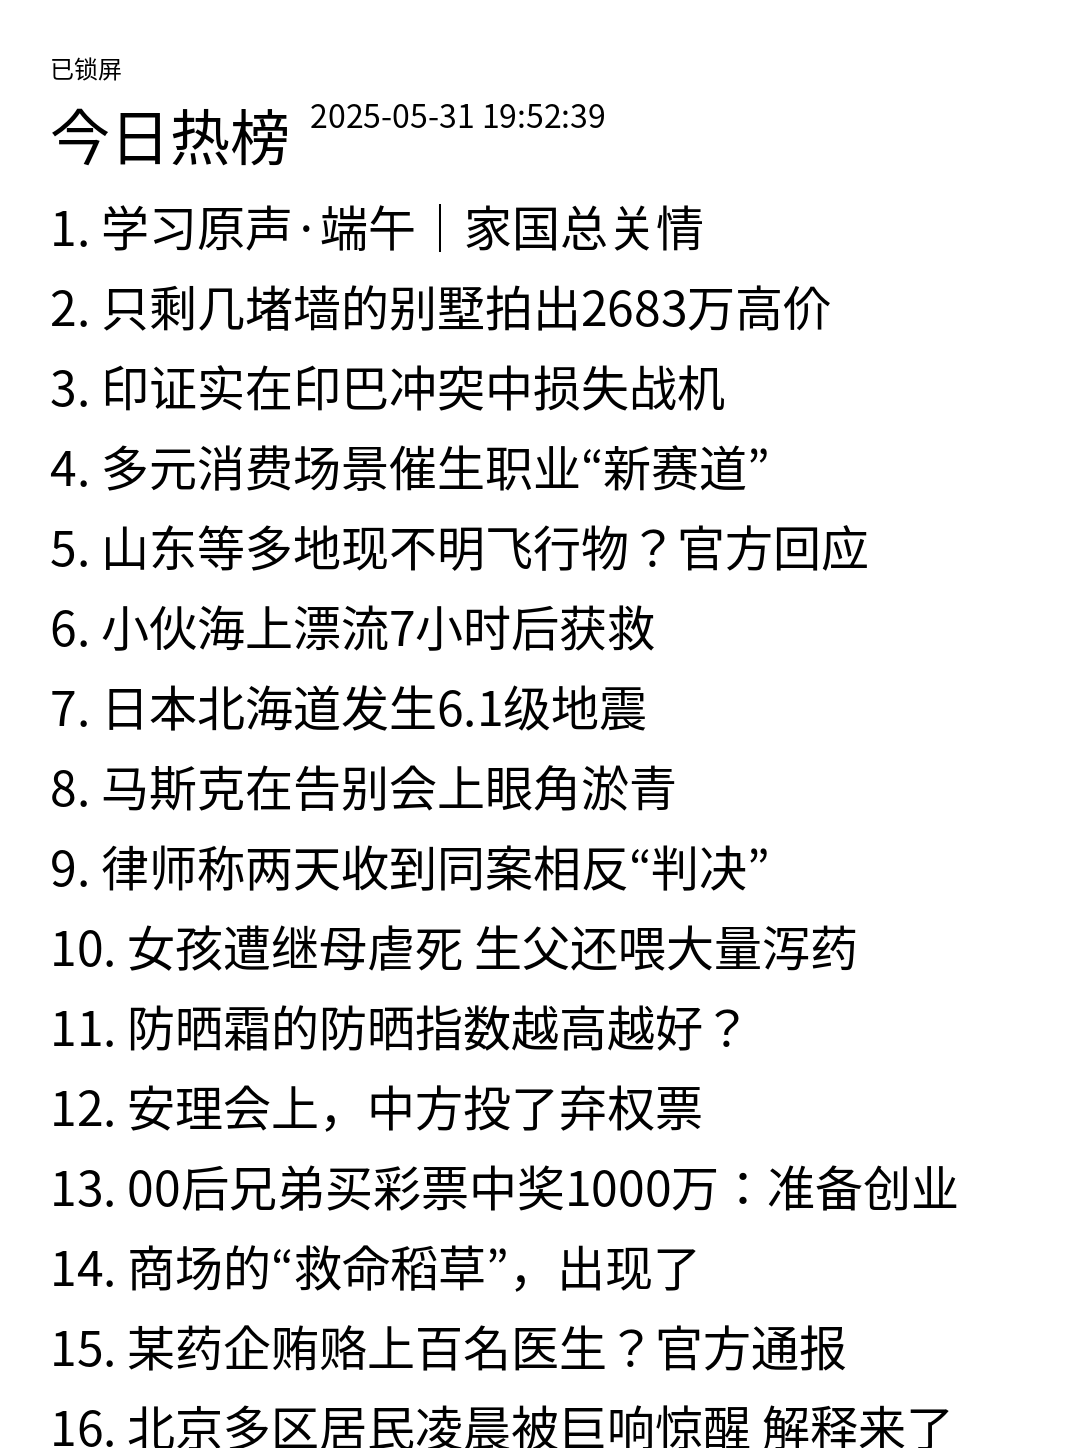 已锁屏
今日热榜 2025-05-31 19:52:39
1. 学习原声·端午｜家国总关情
2. 只剩几堵墙的别墅拍出2683万高价
3. 印证实在印巴冲突中损失战机
4. 多元消费场景催生职业“新赛道”
5. 山东等多地现不明飞行物？官方回应
6. 小伙海上漂流7小时后获救
7. 日本北海道发生6.1级地震
8. 马斯克在告别会上眼角淤青
9. 律师称两天收到同案相反“判决”
10. 女孩遭继母虐死 生父还喂大量泻药
11. 防晒霜的防晒指数越高越好？
12. 安理会上，中方投了弃权票
13. 00后兄弟买彩票中奖1000万：准备创业
14. 商场的“救命稻草”，出现了
15. 某药企贿赂上百名医生？官方通报
16. 北京多区居民凌晨被巨响惊醒 解释来了